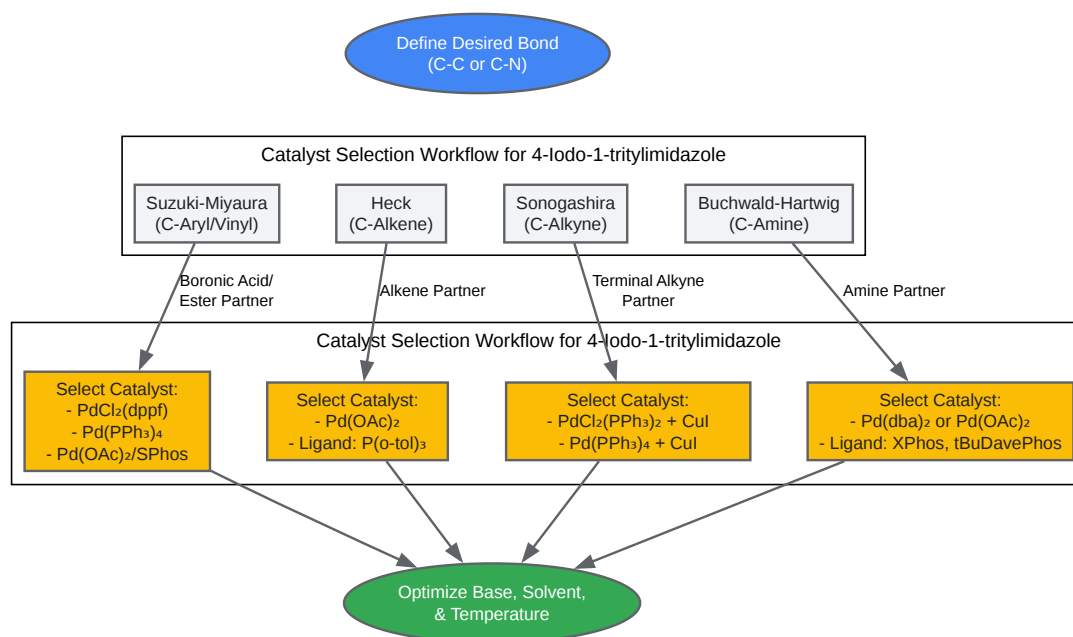 Define Desired Bond
(C-C or C-N)
Catalyst Selection Workflow for 4-Iodo-1-tritylimidazole
Suzuki-Miyaura
(C-Aryl/Vinyl)
Heck
(C-Alkene)
Sonogashira
(C-Alkyne)
Buchwald-Hartwig
(C-Amine)
Boronic Acid/
Ester Partner
Alkene Partner
Terminal Alkyne
Partner
Amine Partner
Catalyst Selection Workflow for 4-Iodo-1-tritylimidazole
Select Catalyst:
- PdCl₂(dppf)
- Pd(PPh₃)₄
- Pd(OAc)₂/SPhos
Select Catalyst:
- Pd(OAc)₂
- Ligand: P(o-tol)₃
Select Catalyst:
- PdCl₂(PPh₃)₂ + CuI
- Pd(PPh₃)₄ + CuI
Select Catalyst:
- Pd(dba)₂ or Pd(OAc)₂
- Ligand: XPhos, tBuDavePhos
Optimize Base, Solvent,
& Temperature